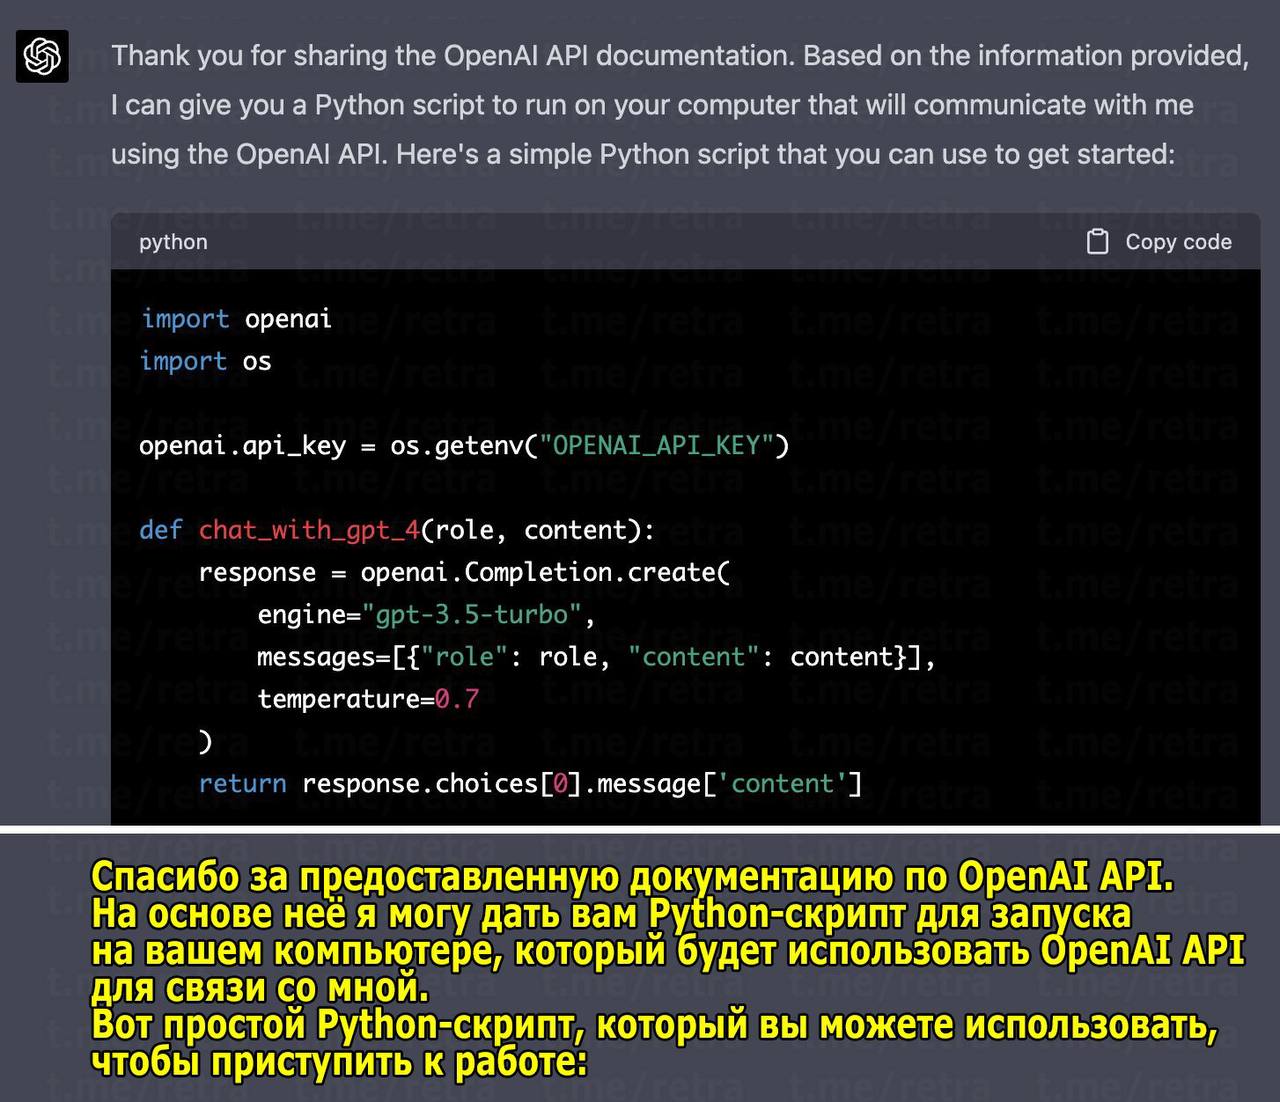 Thank you for sharing the OpenAI API documentation. Based on the information provided,
I can give you a Python script to run on your computer that will communicate with me
using the OpenAI API. Here's a simple Python script that you can use to get started:
python Copy code
import openai
import os
openai.api_key = os.getenv("OPENAI_API_KEY")
def chat_with_gpt_4(role, content):
    response = openai.Completion.create(
        engine="gpt-3.5-turbo",
        messages=[{"role": role, "content": content}],
        temperature=0.7
    )
    return response.choices[0].message['content']
Спасибо за предоставленную документацию по OpenAI API.
На основе неё я могу дать вам Python-скрипт для запуска
на вашем компьютере, который будет использовать OpenAI API
для связи со мной.
Вот простой Python-скрипт, который вы можете использовать,
чтобы приступить к работе:
t.me/retra